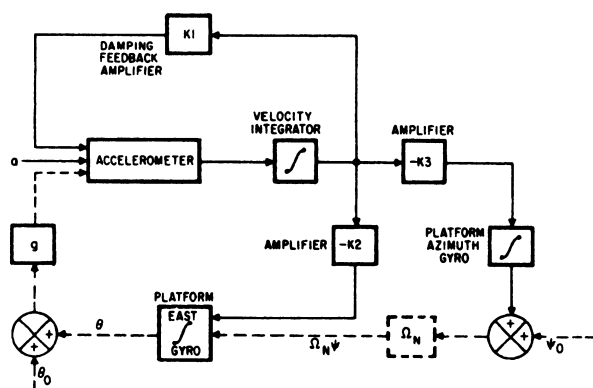 K1
DAMPING
FEEDBACK
AMPLIFIER
VELOCITY
INTEGRATOR
AMPLIFIER
a
ACCELEROMETER
∫
-K3
g
AMPLIFIER
-K2
PLATFORM
AZIMUTH
GYRO
∫
PLATFORM
EAST
∫
GYRO
+
+
θ
Ω_N ψ
Ω_N
+
+
ψ_0
θ_0